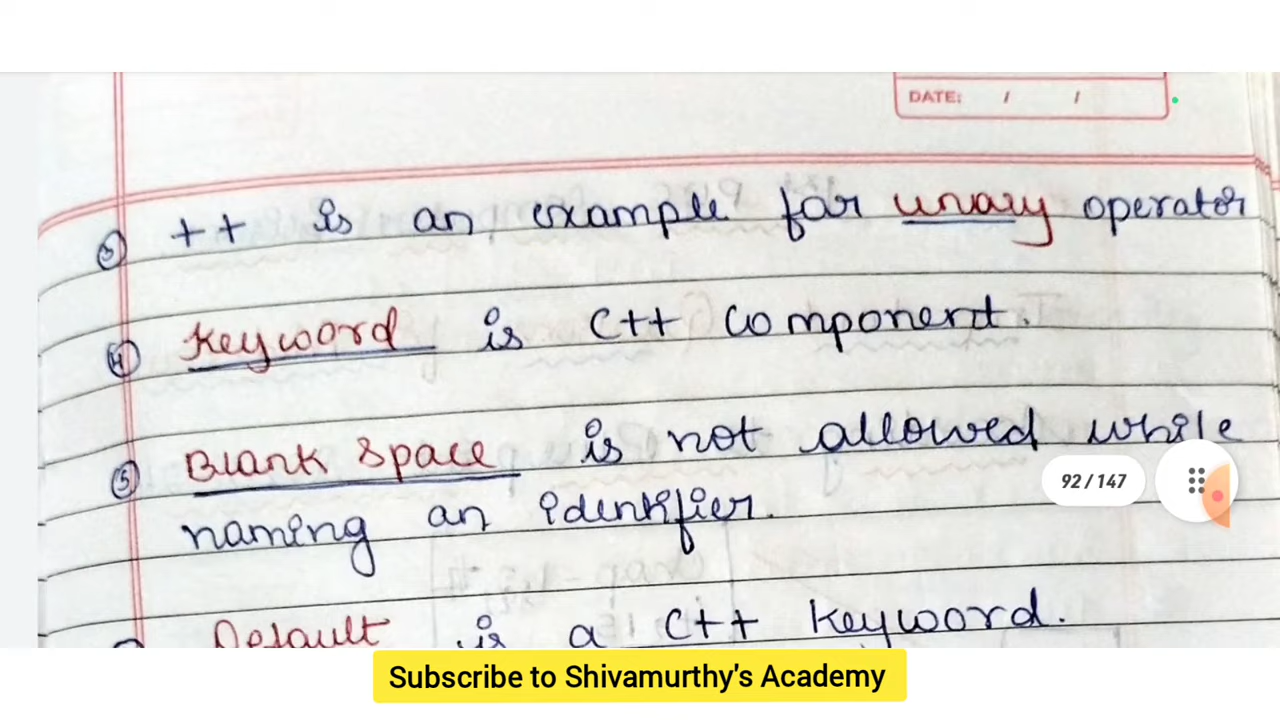 DATE: / /
③ ++ is an example for unary operator
④ Keyword is C++ component.
⑤ Blank space is not allowed while
92 / 147
naming an identifier.
Default is a C++ keyword.
Subscribe to Shivamurthy's Academy